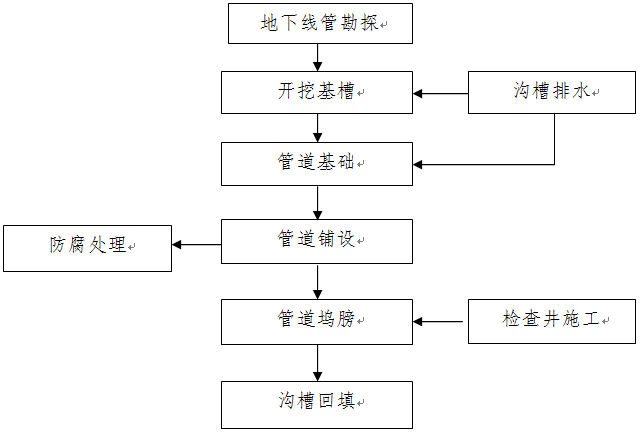 地下线管勘探
开挖基槽
沟槽排水
管道基础
管道铺设
防腐处理
管道坞膀
检查井施工
沟槽回填